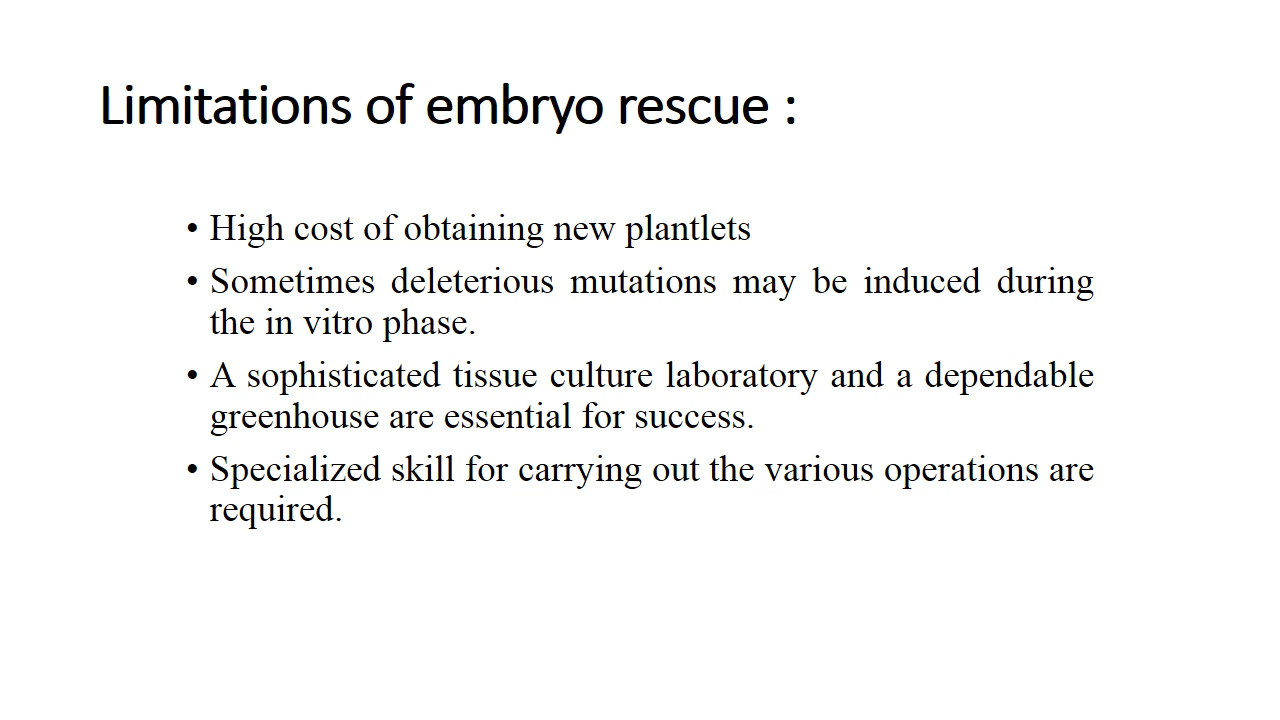 Limitations of embryo rescue :
• High cost of obtaining new plantlets
• Sometimes deleterious mutations may be induced during
the in vitro phase.
• A sophisticated tissue culture laboratory and a dependable
greenhouse are essential for success.
• Specialized skill for carrying out the various operations are
required.